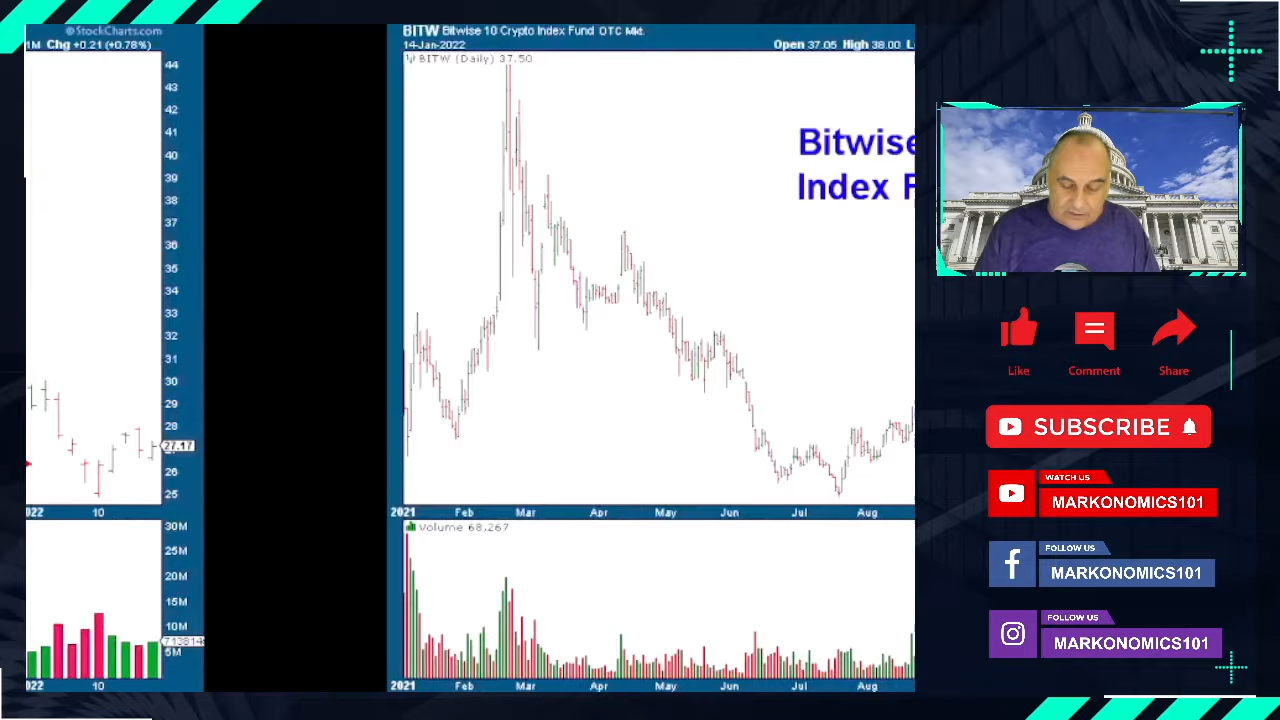 @StockCharts.com
1M Chg +0.21 (+0.78%)
44
43
42
41
40
39
38
37
36
35
34
33
32
31
30
29
28
27.17
26
25
2022 10
30M
25M
20M
15M
10M
5M
2022 10
BITW Bitwise 10 Crypto Index Fund OTC Mkt.
14-Jan-2022 Open 37.05 High 38.00 L
BITW (Daily) 37.50
Bitwise
Index F
2021 Feb Mar Apr May Jun Jul Aug
Volume 68,267
2021 Feb Mar Apr May Jun Jul Aug
Like Comment Share
SUBSCRIBE
WATCH US
MARKONOMICS101
FOLLOW US
MARKONOMICS101
FOLLOW US
MARKONOMICS101